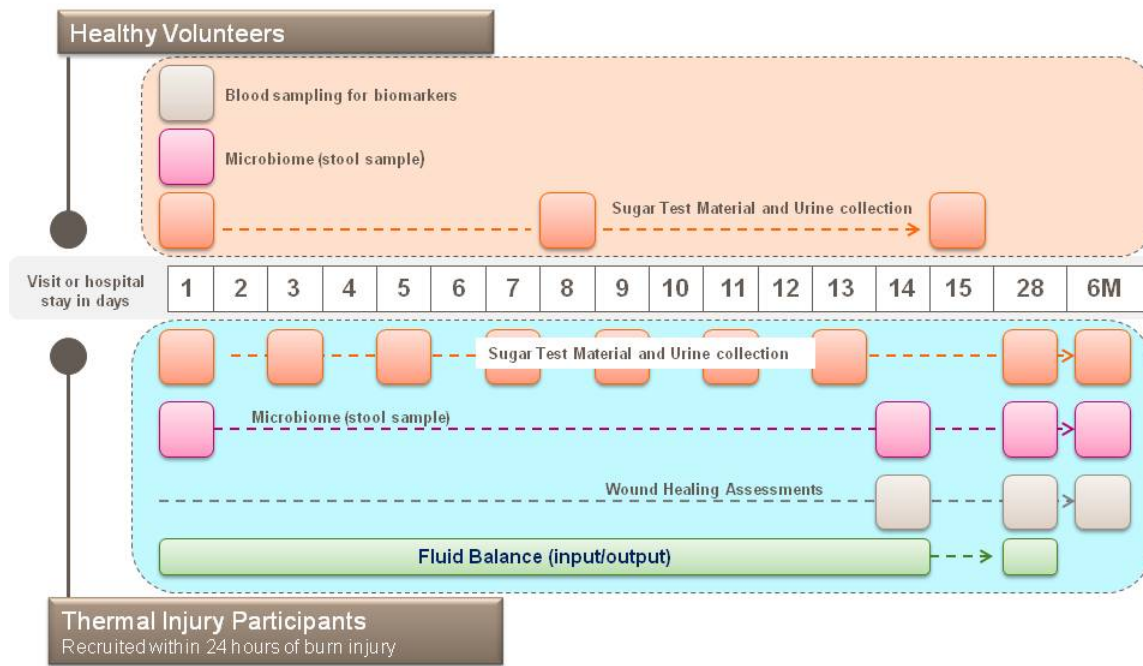 Healthy Volunteers
Blood sampling for biomarkers
Microbiome (stool sample)
Sugar Test Material and Urine collection
Visit or hospital
stay in days
1 2 3 4 5 6 7 8 9 10 11 12 13 14 15 28 6M
Sugar Test Material and Urine collection
Microbiome (stool sample)
Wound Healing Assessments
Fluid Balance (input/output)
Thermal Injury Participants
Recruited within 24 hours of burn injury